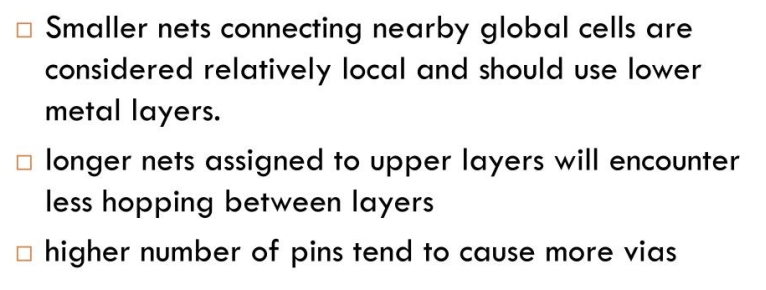 Smaller nets connecting nearby global cells are
considered relatively local and should use lower
metal layers.
longer nets assigned to upper layers will encounter
less hopping between layers
higher number of pins tend to cause more vias